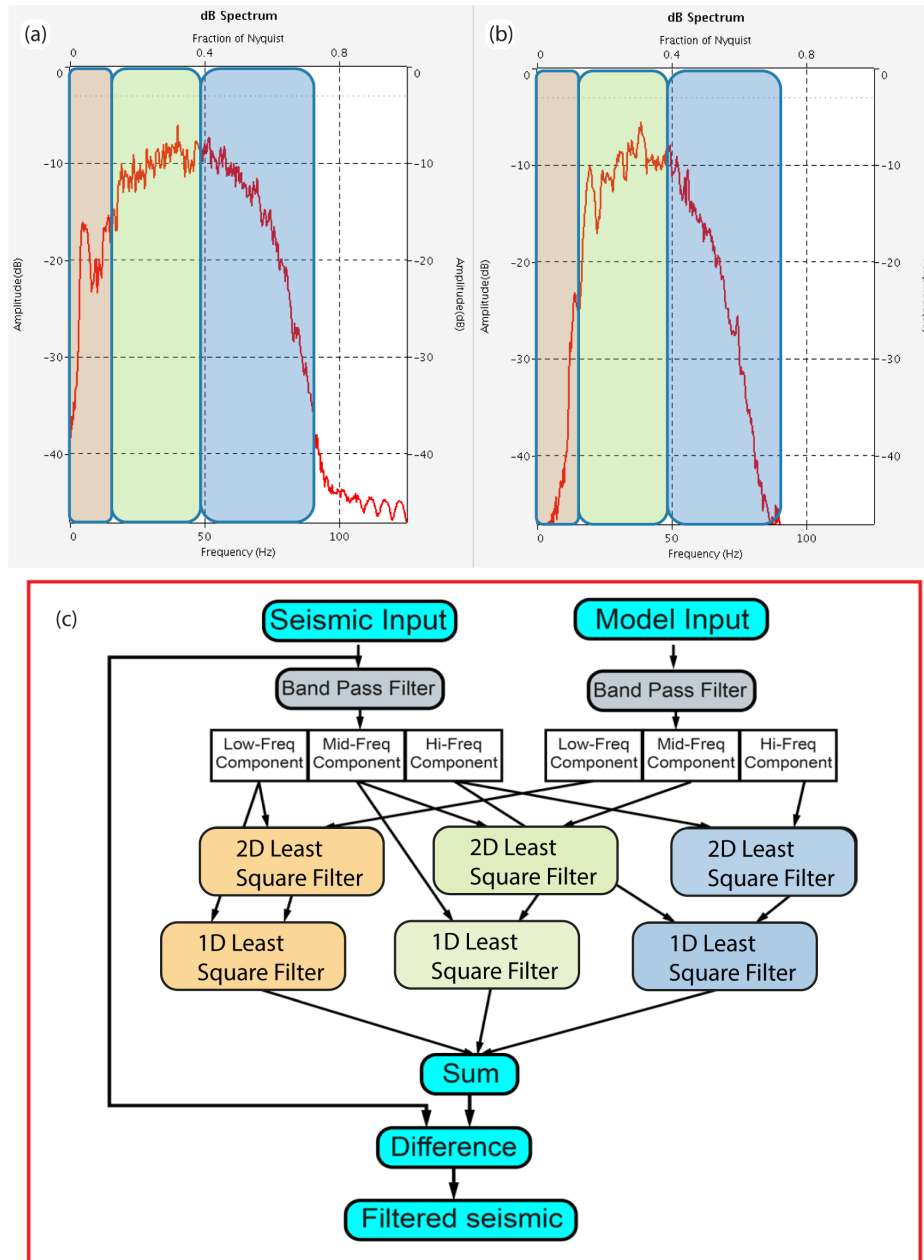 (a)
dB Spectrum
Fraction of Nyquist
0
0.4
0.8
0
0
-10
-10
-20
-20
-30
-30
-40
-40
Amplitude(dB)
Amplitude(dB)
0
50
100
Frequency (Hz)
(b)
dB Spectrum
Fraction of Nyquist
0
0.4
0.8
0
0
-10
-10
-20
-20
-30
-30
-40
-40
Amplitude(dB)
0
50
100
Frequency (Hz)
(c)
Seismic Input
Model Input
Band Pass Filter
Band Pass Filter
Low-Freq
Component
Mid-Freq
Component
Hi-Freq
Component
Low-Freq
Component
Mid-Freq
Component
Hi-Freq
Component
2D Least
Square Filter
2D Least
Square Filter
2D Least
Square Filter
1D Least
Square Filter
1D Least
Square Filter
1D Least
Square Filter
Sum
Difference
Filtered seismic